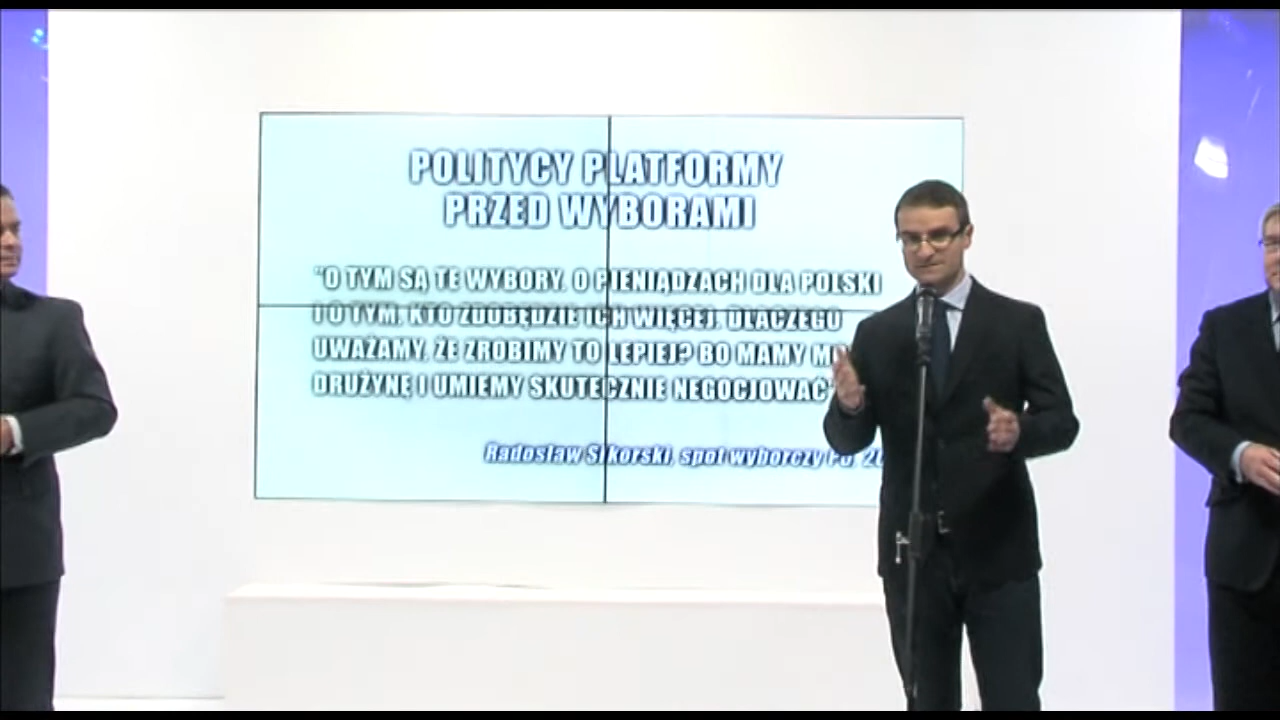 POLITYCY PLATFORMY
PRZED WYBORAMI
"O TYM SĄ TE WYBORY. O PIENIĄDZACH DLA POLSKI
I O TYM, KTO ZDOBĘDZIE ICH WIĘCEJ. DLACZEGO
UWAŻAMY, ŻE ZROBIMY TO LEPIEJ? BO MAMY
DRUŻYNĘ I UMIEMY SKUTECZNIE NEGOCJOWAĆ"
Radosław Sikorski, spot wyborczy PO,